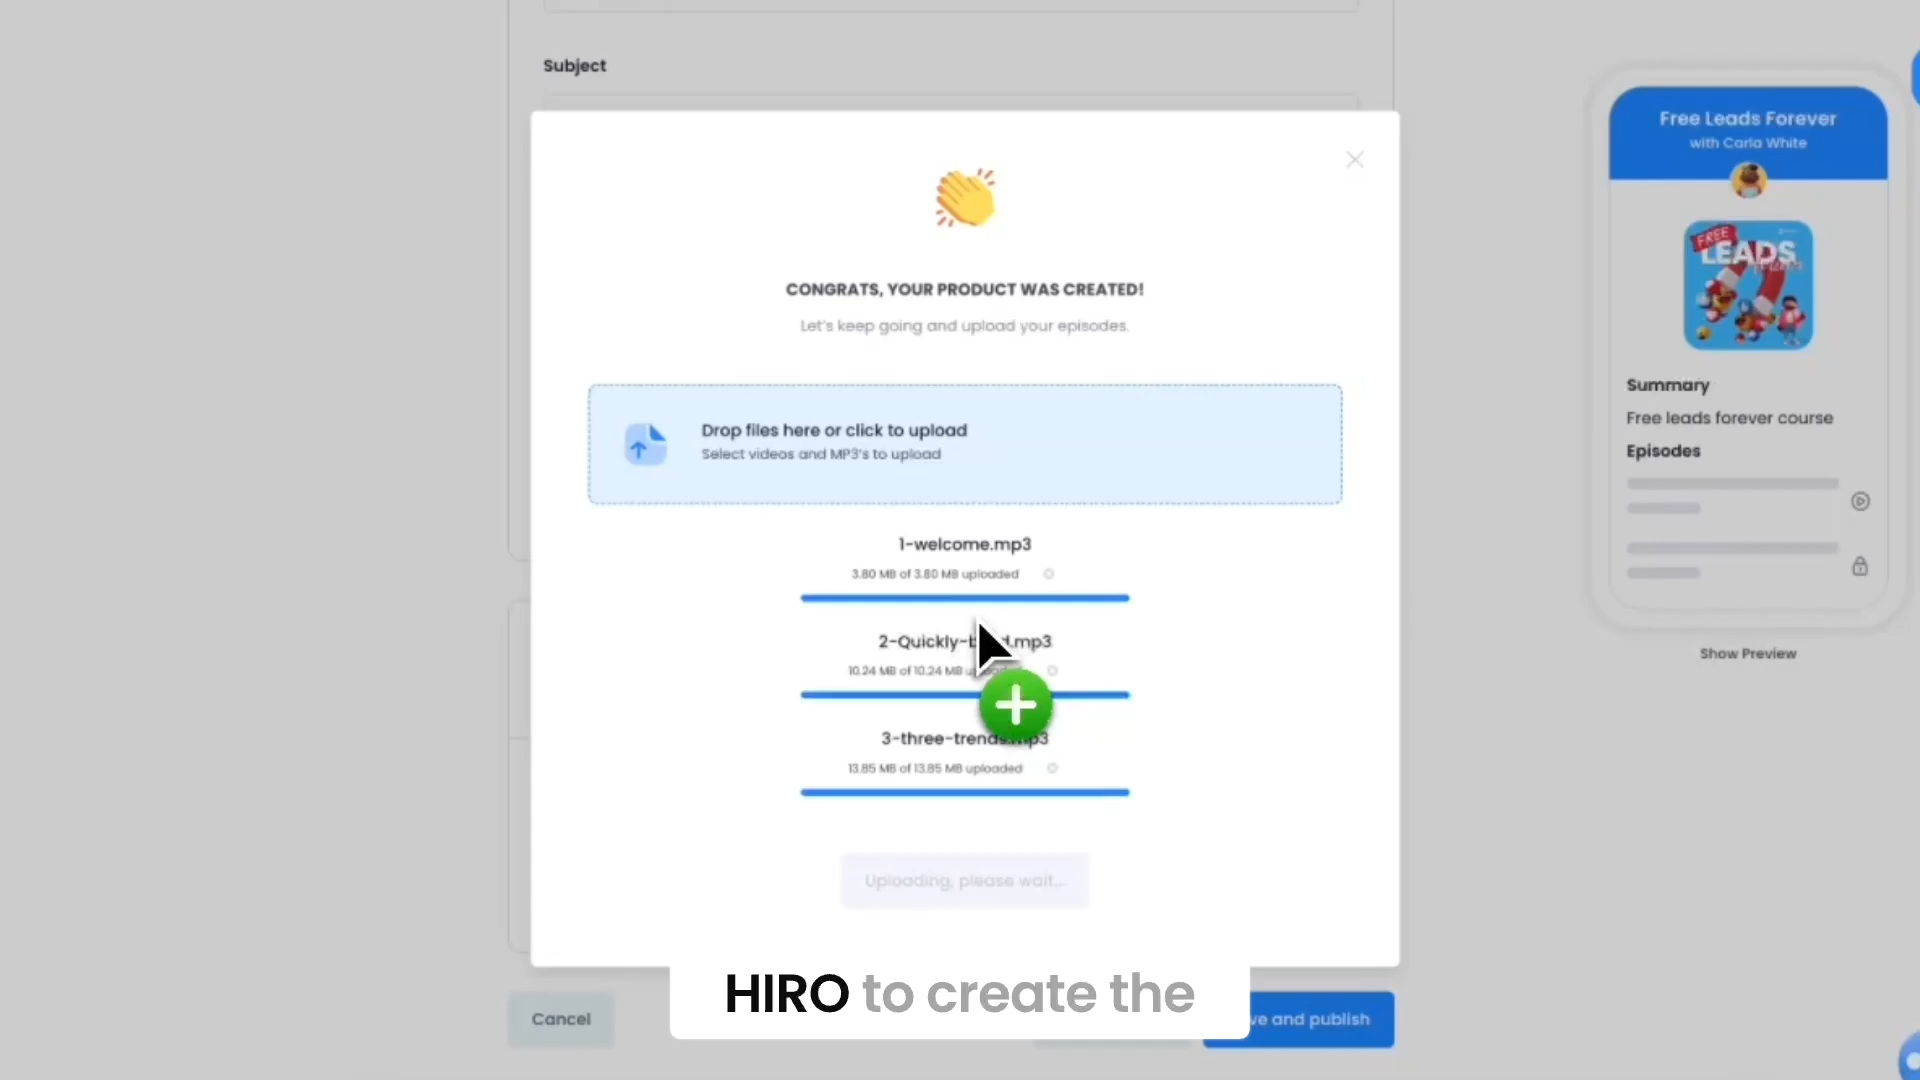 Subject
CONGRATS, YOUR PRODUCT WAS CREATED!
Let's keep going and upload your episodes.
Drop files here or click to upload
Select videos and MP3's to upload
1-welcome.mp3
3.80 MB of 3.80 MB uploaded
2-Quickly-b
.mp3
10.24 MB of 10.24 MB
3-three-trends.mp3
13.85 MB of 13.85 MB uploaded
Uploading, please wait...
HIRO to create the
Cancel
ve and publish
Free Leads Forever
with Carla White
FREE
LEADS
Summary
Free leads forever course
Episodes
Show Preview